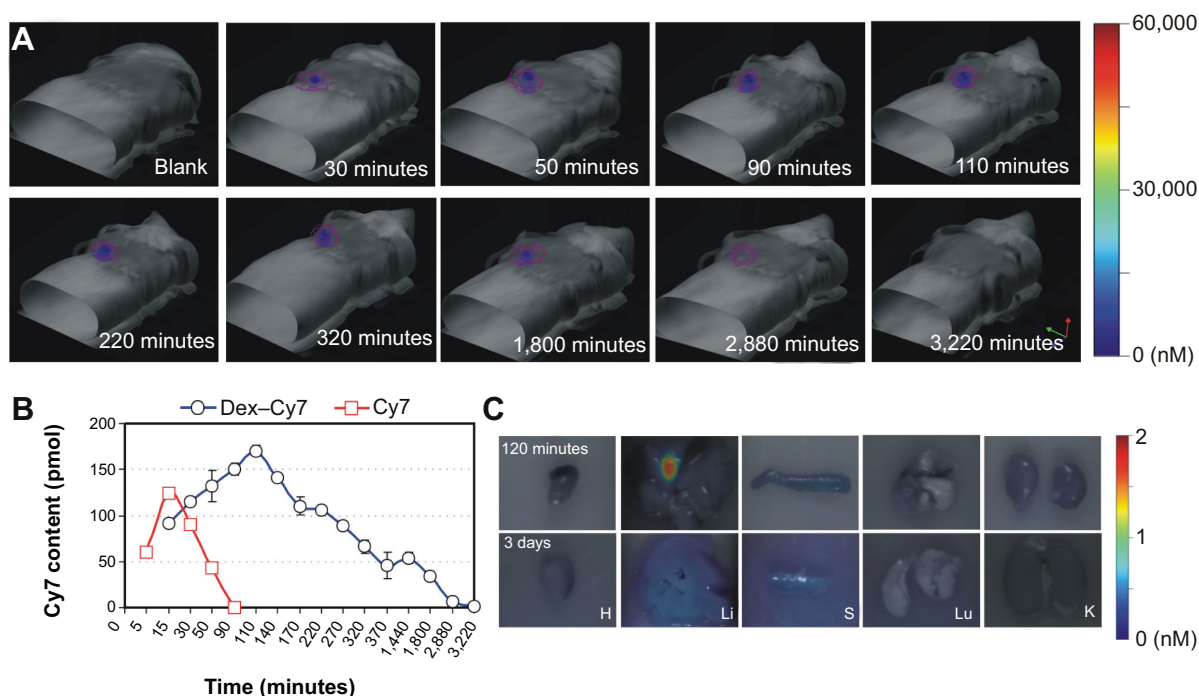 A
Blank
30 minutes
50 minutes
90 minutes
110 minutes
220 minutes
320 minutes
1,800 minutes
2,880 minutes
3,220 minutes
60,000
30,000
0 (nM)
B
Dex–Cy7
Cy7
Cy7 content (pmol)
200
150
100
50
0
0
5
15
30
50
90
110
140
170
220
270
320
370
1,440
1,800
2,880
3,220
Time (minutes)
C
120 minutes
3 days
H
Li
S
Lu
K
2
1
0 (nM)